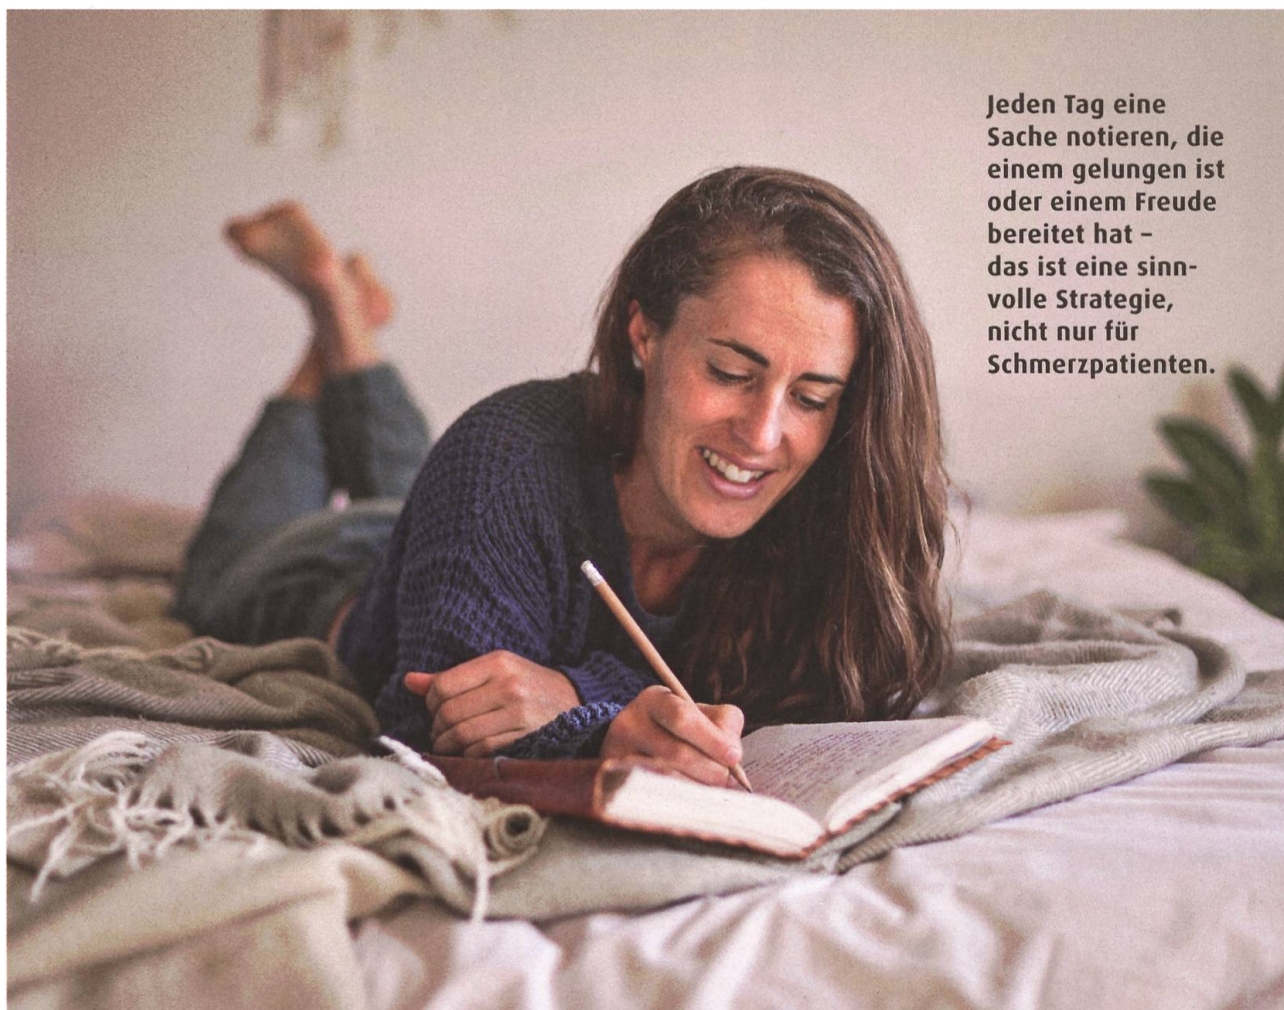 Jeden Tag eine
Sache notieren, die
einem gelungen ist
oder einem Freude
bereitet hat –
das ist eine sinn-
volle Strategie,
nicht nur für
Schmerzpatienten.